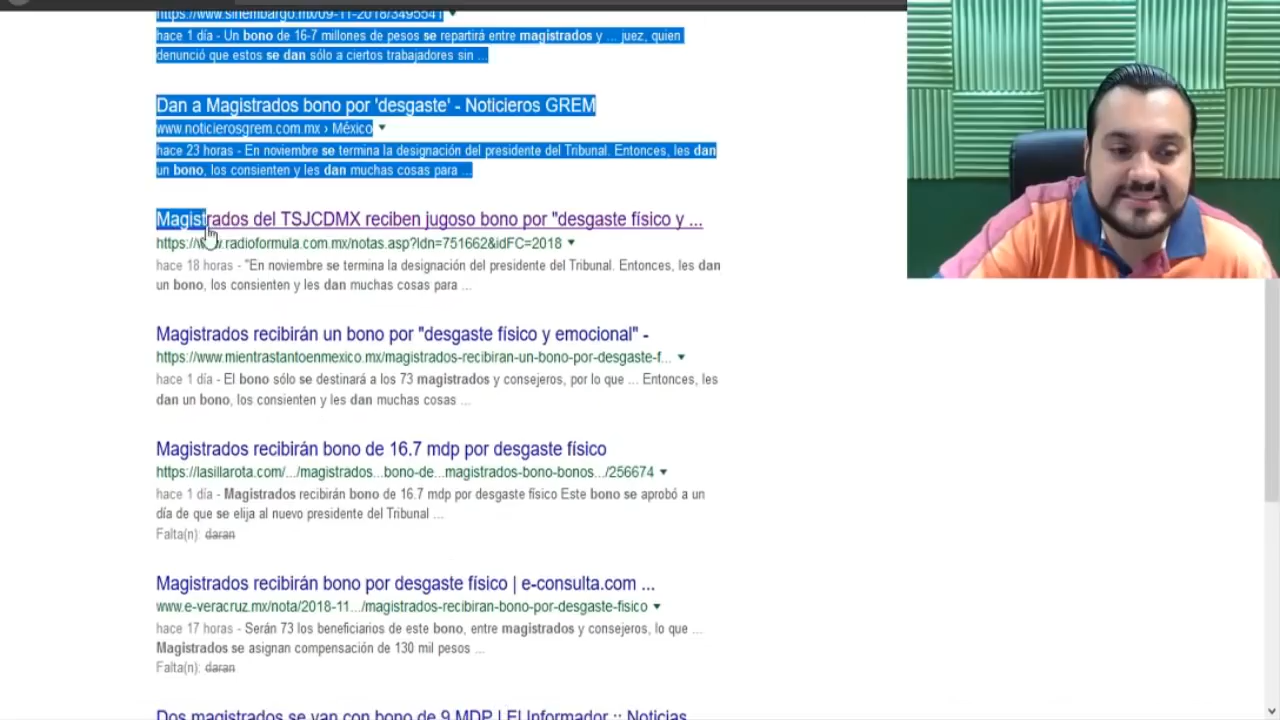 https://www.sinembargo.mx/09-11-2018/3495541
hace 1 día - Un bono de 16-7 millones de pesos se repartirá entre magistrados y ... juez, quien
denunció que estos se dan sólo a ciertos trabajadores sin ...
Dan a Magistrados bono por 'desgaste' - Noticieros GREM
www.noticierosgrem.com.mx › México
hace 23 horas - En noviembre se termina la designación del presidente del Tribunal. Entonces, les dan
un bono, los consienten y les dan muchas cosas para ...
Magistrados del TSJCDMX reciben jugoso bono por "desgaste físico y ...
https://www.radioformula.com.mx/notas.asp?Idn=751662&idFC=2018
hace 18 horas - "En noviembre se termina la designación del presidente del Tribunal. Entonces, les dan
un bono, los consienten y les dan muchas cosas para ...
Magistrados recibirán un bono por "desgaste físico y emocional" -
https://www.mientrastantoenmexico.mx/magistrados-recibiran-un-bono-por-desgaste-f...
hace 1 día - El bono sólo se destinará a los 73 magistrados y consejeros, por lo que ... Entonces, les
dan un bono, los consienten y les dan muchas cosas ...
Magistrados recibirán bono de 16.7 mdp por desgaste físico
https://lasillarota.com/.../magistrados...bono-de...magistrados-bono-bonos.../256674
hace 1 día - Magistrados recibirán bono de 16.7 mdp por desgaste físico Este bono se aprobó a un
día de que se elija al nuevo presidente del Tribunal ...
Falta(n): daran
Magistrados recibirán bono por desgaste físico | e-consulta.com ...
www.e-veracruz.mx/nota/2018-11.../magistrados-recibiran-bono-por-desgaste-fisico
hace 17 horas - Serán 73 los beneficiarios de este bono, entre magistrados y consejeros, lo que ...
Magistrados se asignan compensación de 130 mil pesos ...
Falta(n): daran
Dos magistrados se van con bono de 9 MDP | El Informador :: Noticias